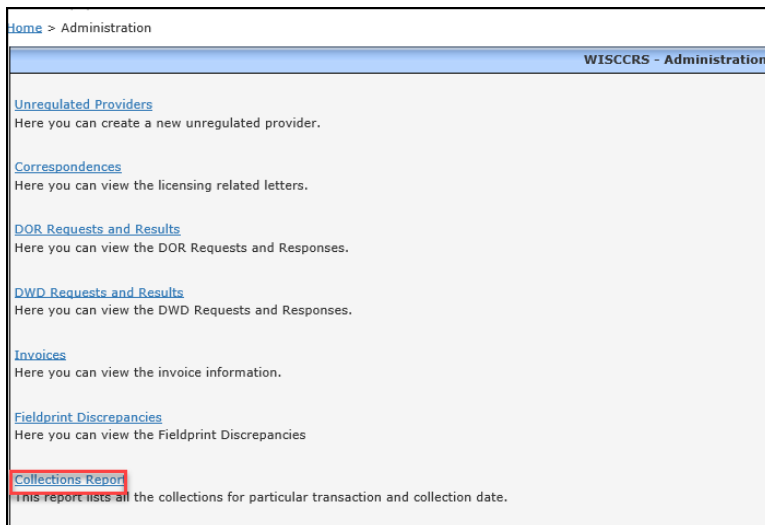 Home > Administration
WISCCRS - Administration
Unregulated Providers
Here you can create a new unregulated provider.
Correspondences
Here you can view the licensing related letters.
DOR Requests and Results
Here you can view the DOR Requests and Responses.
DWD Requests and Results
Here you can view the DWD Requests and Responses.
Invoices
Here you can view the invoice information.
Fieldprint Discrepancies
Here you can view the Fieldprint Discrepancies
Collections Report
This report lists all the collections for particular transaction and collection date.